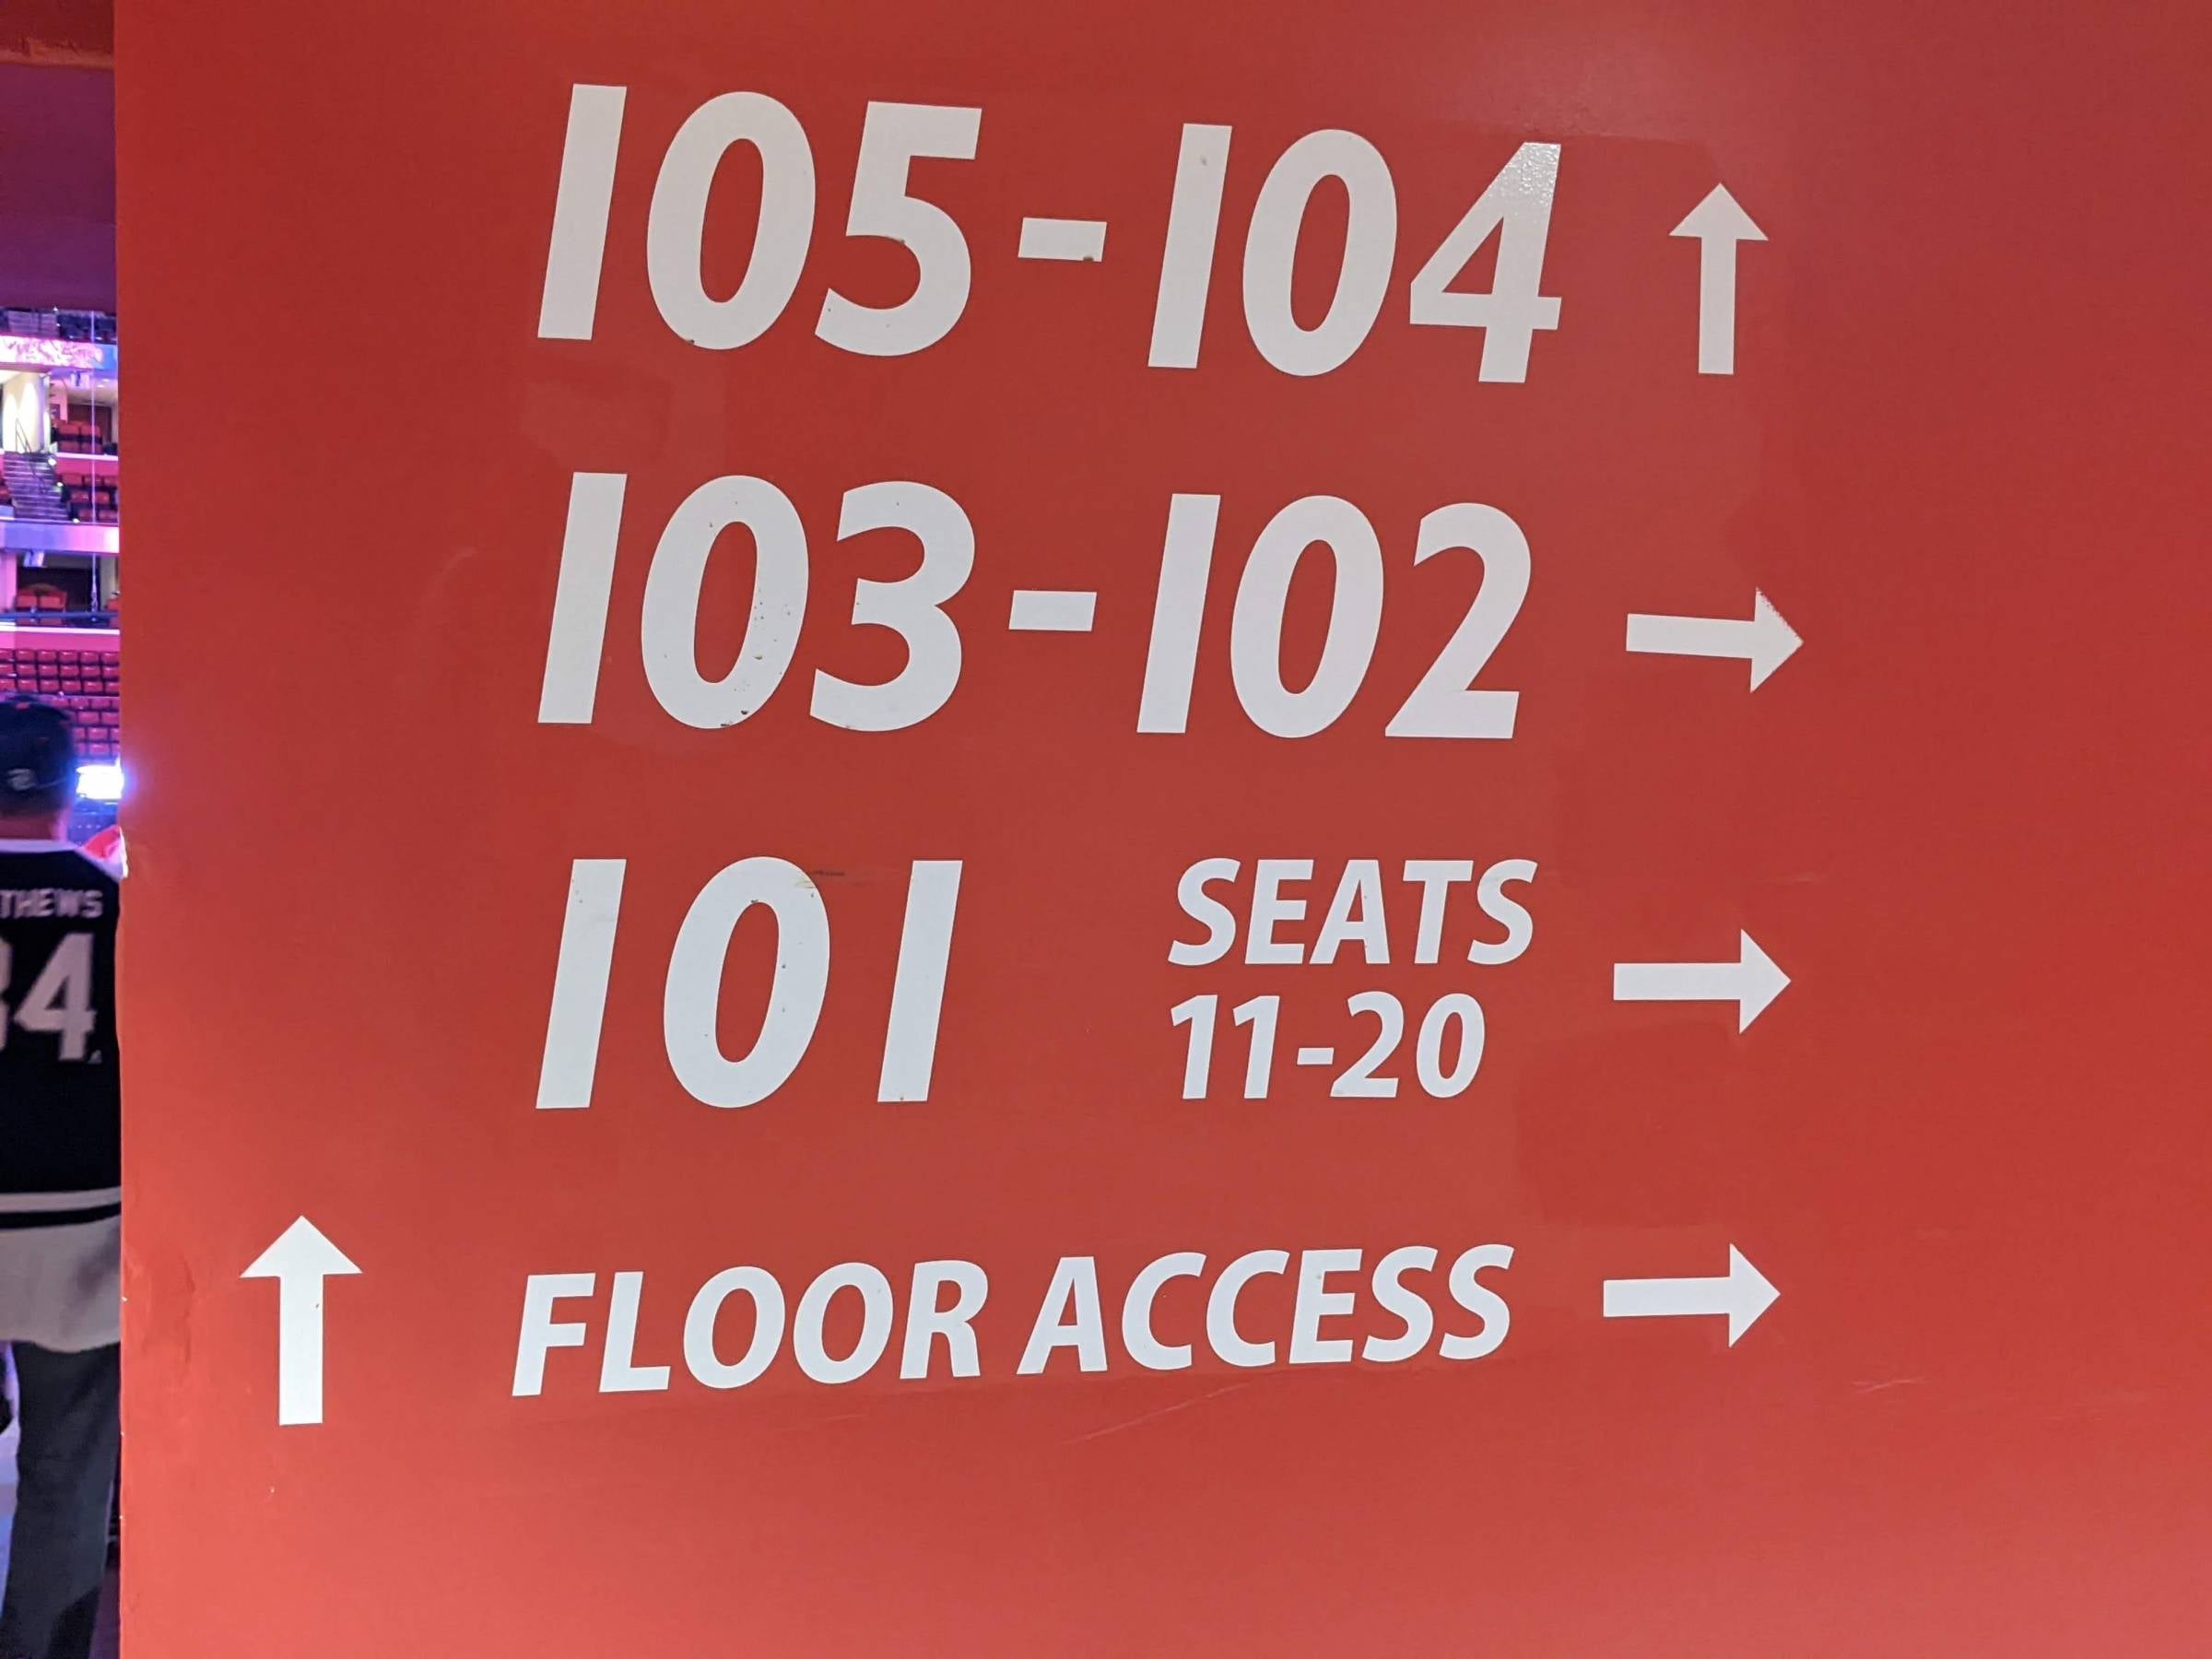 105-104 ↑
103-102 →
101 SEATS 11-20 →
↑ FLOOR ACCESS →
THEWS
34